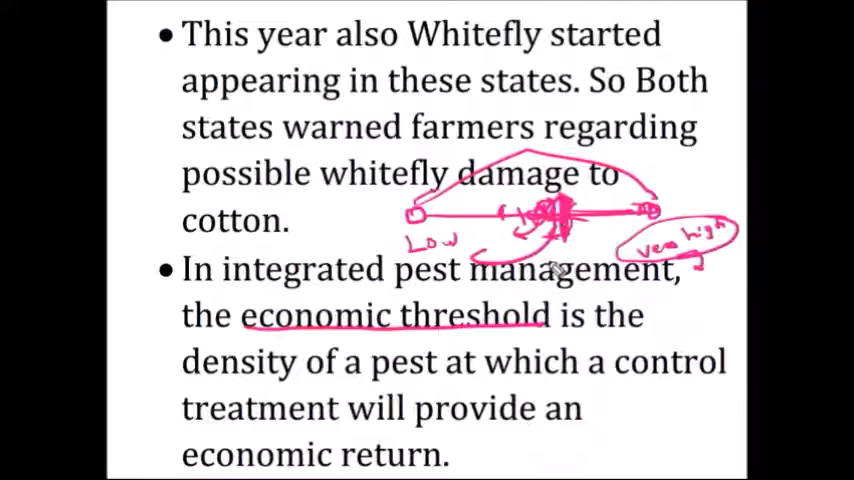 • This year also Whitefly started
appearing in these states. So Both
states warned farmers regarding
possible whitefly damage to
cotton.
Low
very high
• In integrated pest management,
the economic threshold is the
density of a pest at which a control
treatment will provide an
economic return.